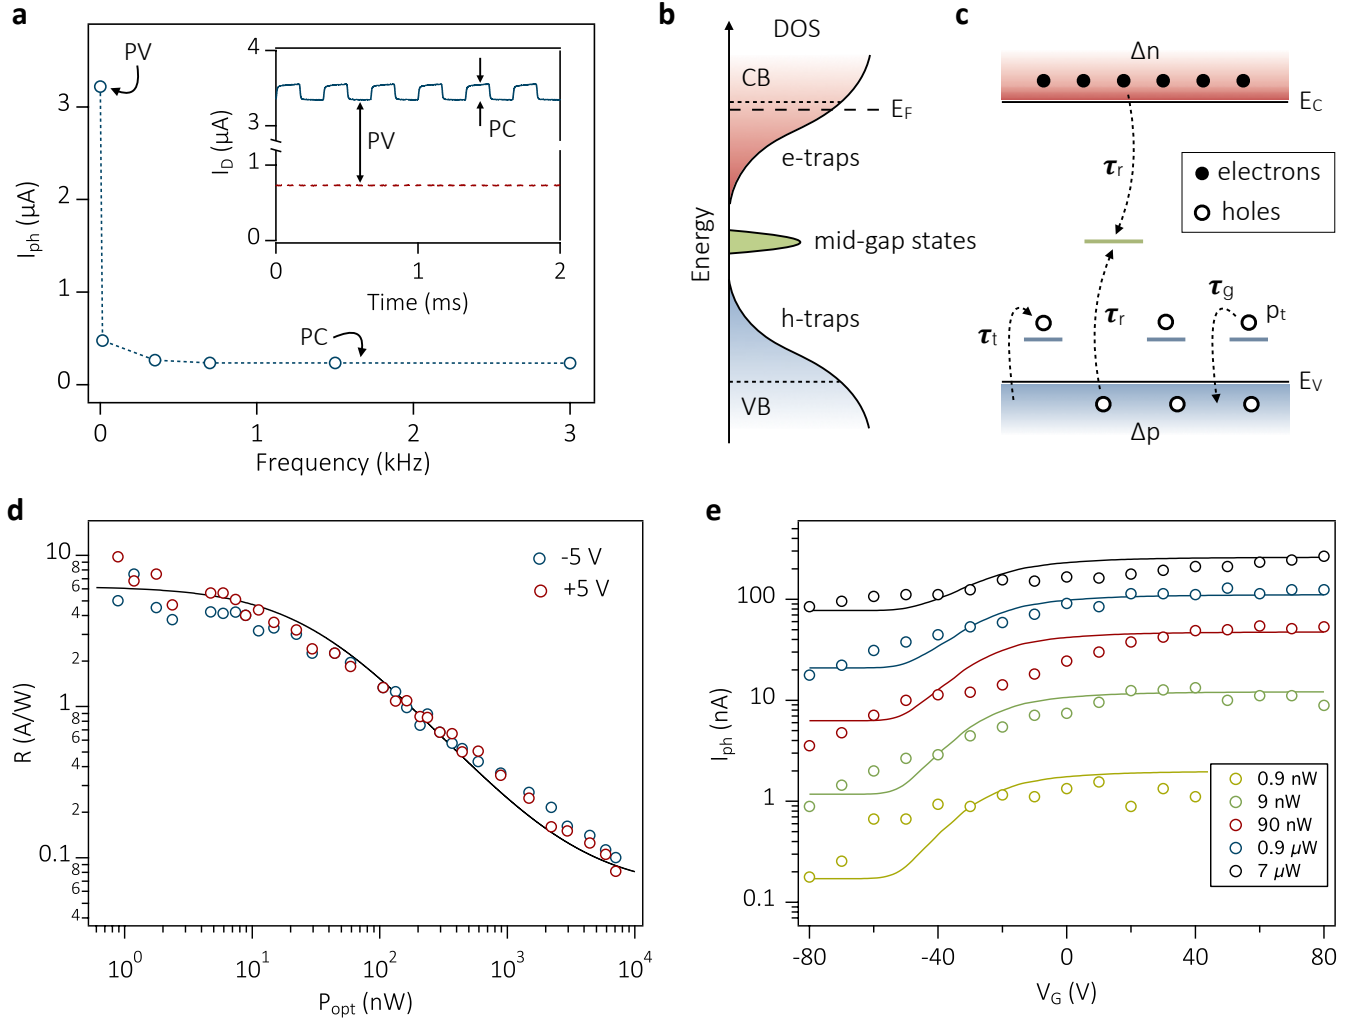 a
PV
PC
I_ph (μA)
3
2
1
0
0
1
2
3
Frequency (kHz)
I_D (μA)
4
3
1
0
PV
PC
0
1
2
Time (ms)
b
DOS
CB
E_F
e-traps
Energy
mid-gap states
h-traps
VB
c
Δn
E_C
τ_r
electrons
holes
τ_t
τ_r
τ_g
p_t
E_V
Δp
d
-5 V
+5 V
R (A/W)
10
8
6
4
2
1
8
6
4
2
0.1
8
6
4
10^0
10^1
10^2
10^3
10^4
P_opt (nW)
e
I_ph (nA)
100
10
1
0.1
0.9 nW
9 nW
90 nW
0.9 μW
7 μW
-80
-40
0
40
80
V_G (V)